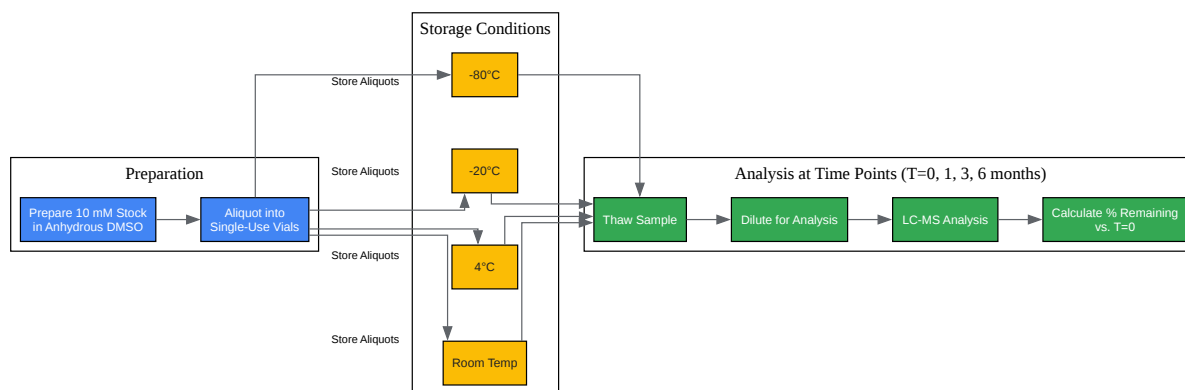 Storage Conditions
Store Aliquots
-80°C
Store Aliquots
-20°C
Preparation
Prepare 10 mM Stock
in Anhydrous DMSO
Aliquot into
Single-Use Vials
Store Aliquots
4°C
Store Aliquots
Room Temp
Analysis at Time Points (T=0, 1, 3, 6 months)
Thaw Sample
Dilute for Analysis
LC-MS Analysis
Calculate % Remaining
vs. T=0